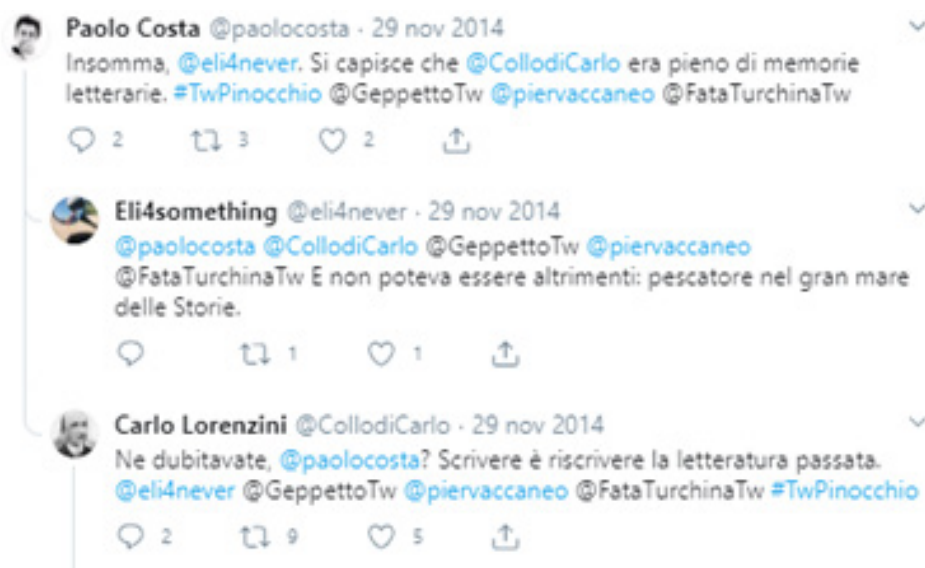 Paolo Costa @paolocosta · 29 nov 2014
Insomma, @eli4never. Si capisce che @CollodiCarlo era pieno di memorie
letterarie. #TwPinocchio @GeppettoTw @piervaccaneo @FataTurchinaTw
2 3 2
Eli4something @eli4never · 29 nov 2014
@paolocosta @CollodiCarlo @GeppettoTw @piervaccaneo
@FataTurchinaTw E non poteva essere altrimenti: pescatore nel gran mare
delle Storie.
1 1
Carlo Lorenzini @CollodiCarlo · 29 nov 2014
Ne dubitavate, @paolocosta? Scrivere è riscrivere la letteratura passata.
@eli4never @GeppettoTw @piervaccaneo @FataTurchinaTw #TwPinocchio
2 9 5